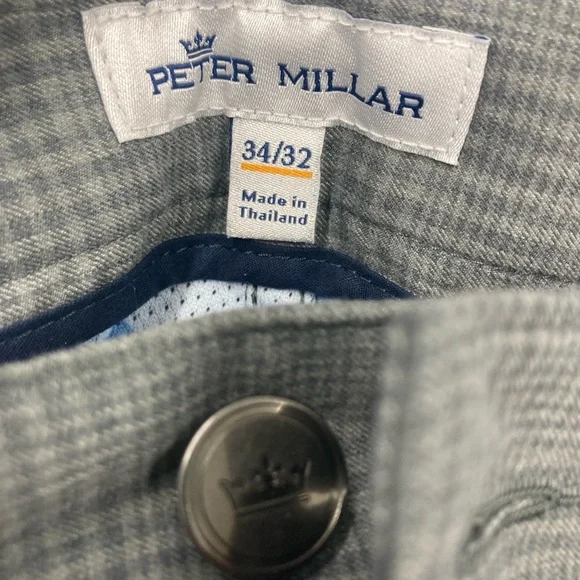 PETER MILLAR
34/32
Made in
Thailand